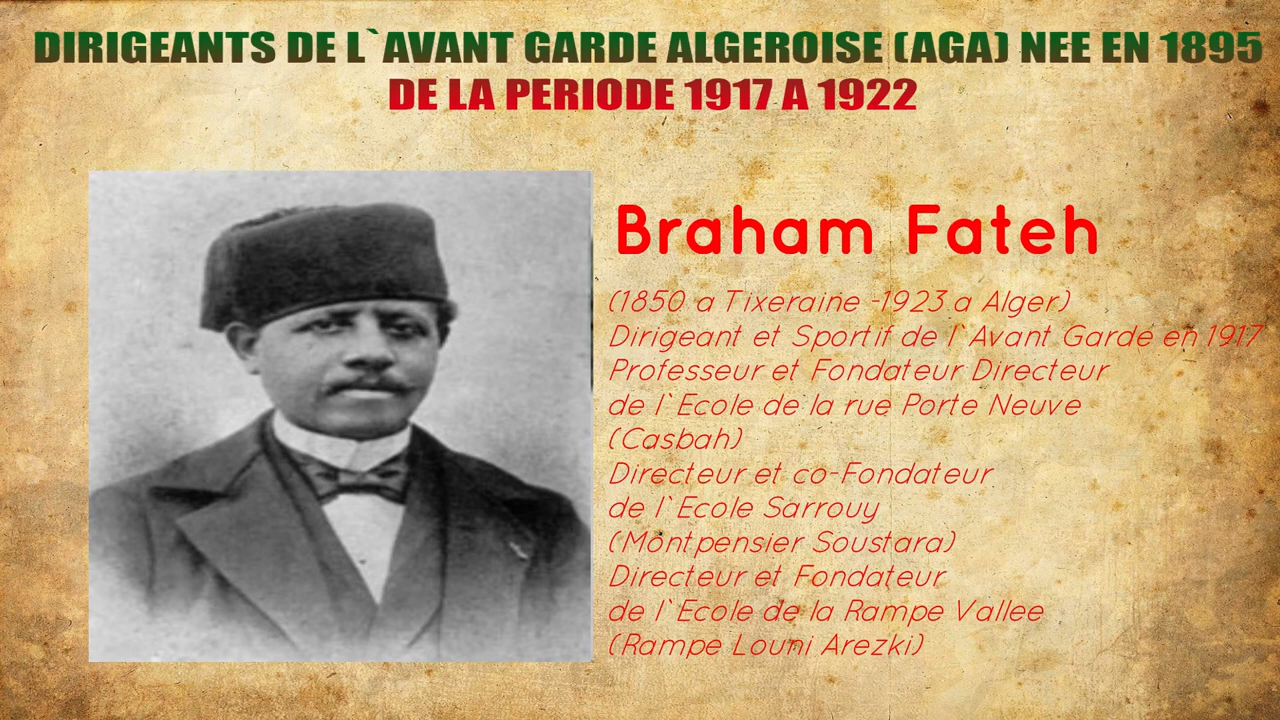 DIRIGEANTS DE L`AVANT GARDE ALGEROISE (AGA) NEE EN 1895
DE LA PERIODE 1917 A 1922
Braham Fateh
(1850 a Tixeraine -1923 a Alger)
Dirigeant et Sportif de l`Avant Garde en 1917
Professeur et Fondateur Directeur
de l`Ecole de la rue Porte Neuve
(Casbah)
Directeur et co-Fondateur
de l`Ecole Sarrouy
(Montpensier Soustara)
Directeur et Fondateur
de l`Ecole de la Rampe Vallee
(Rampe Louni Arezki)